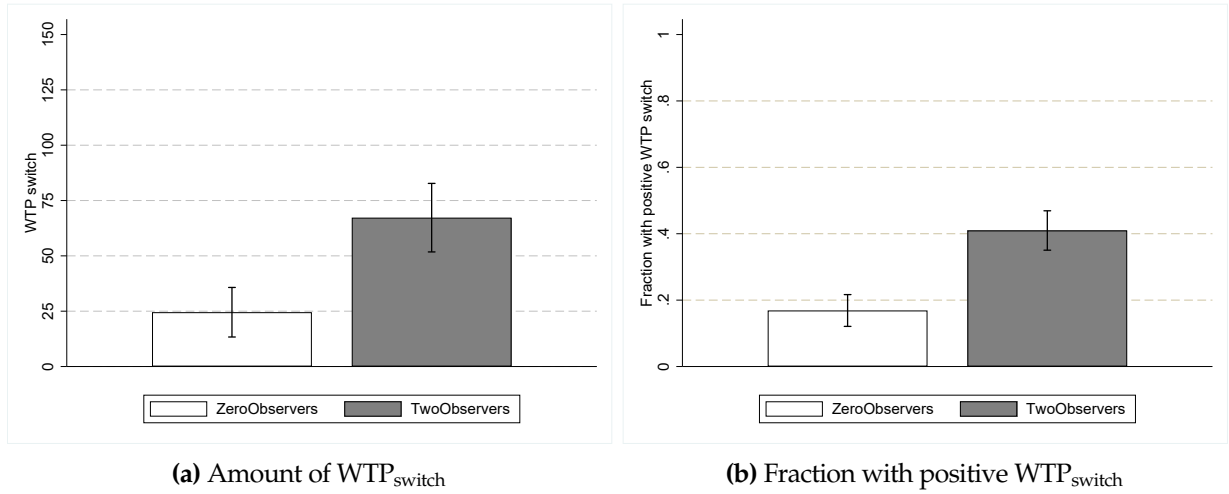 WTP switch
150
125
100
75
50
25
0
ZeroObservers TwoObservers
(a) Amount of WTPswitch
Fraction with positive WTP switch
1
.8
.6
.4
.2
0
ZeroObservers TwoObservers
(b) Fraction with positive WTPswitch